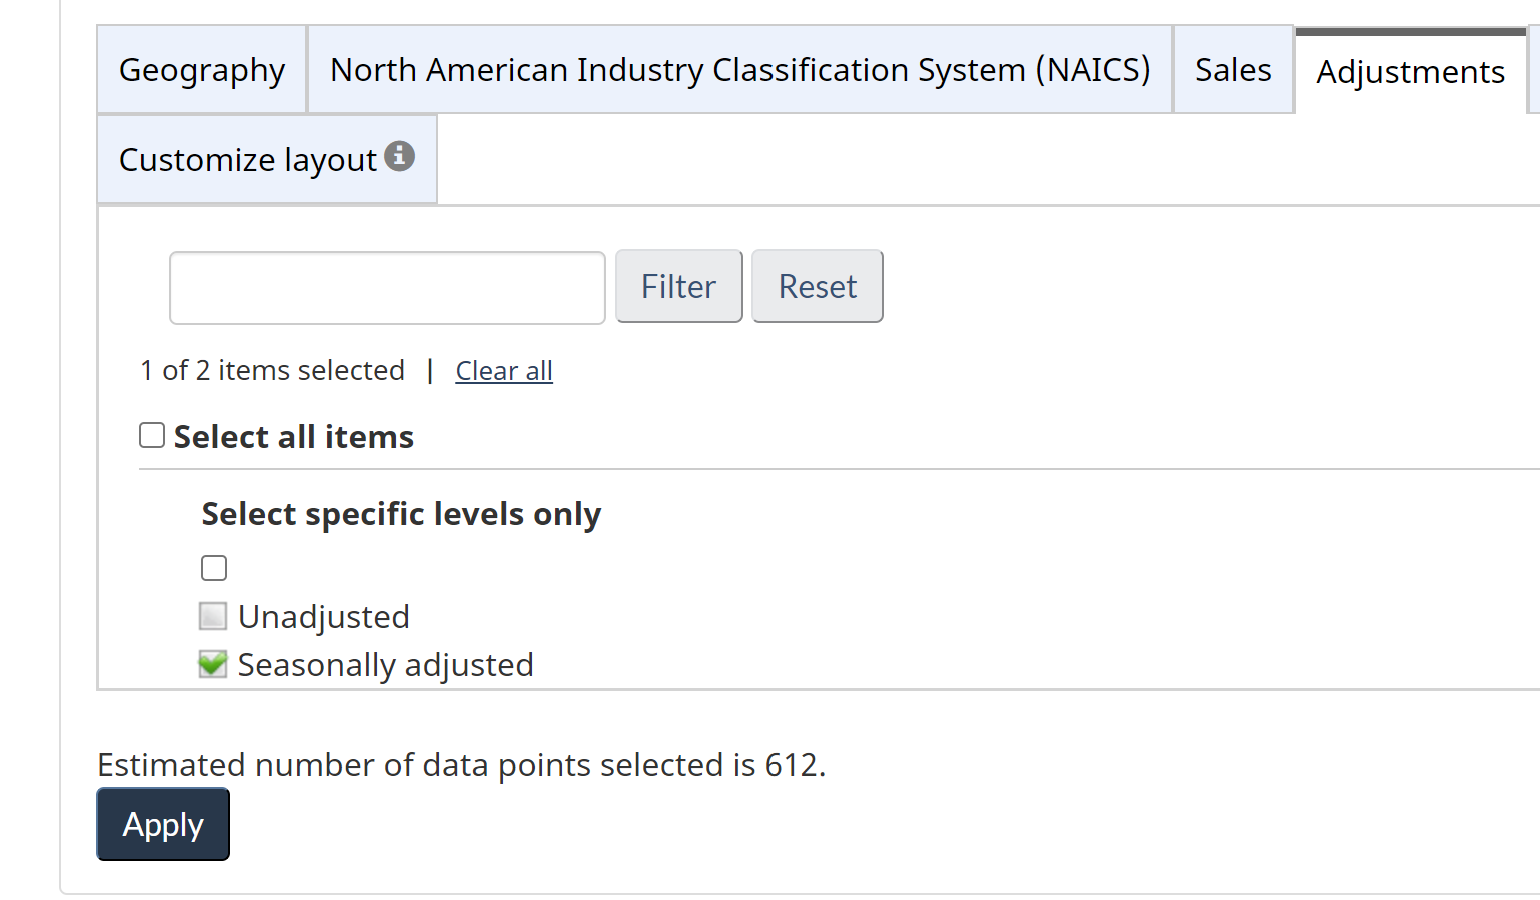 Geography North American Industry Classification System (NAICS) Sales Adjustments
Customize layout
Filter Reset
1 of 2 items selected | Clear all
Select all items
Select specific levels only
Unadjusted
Seasonally adjusted
Estimated number of data points selected is 612.
Apply